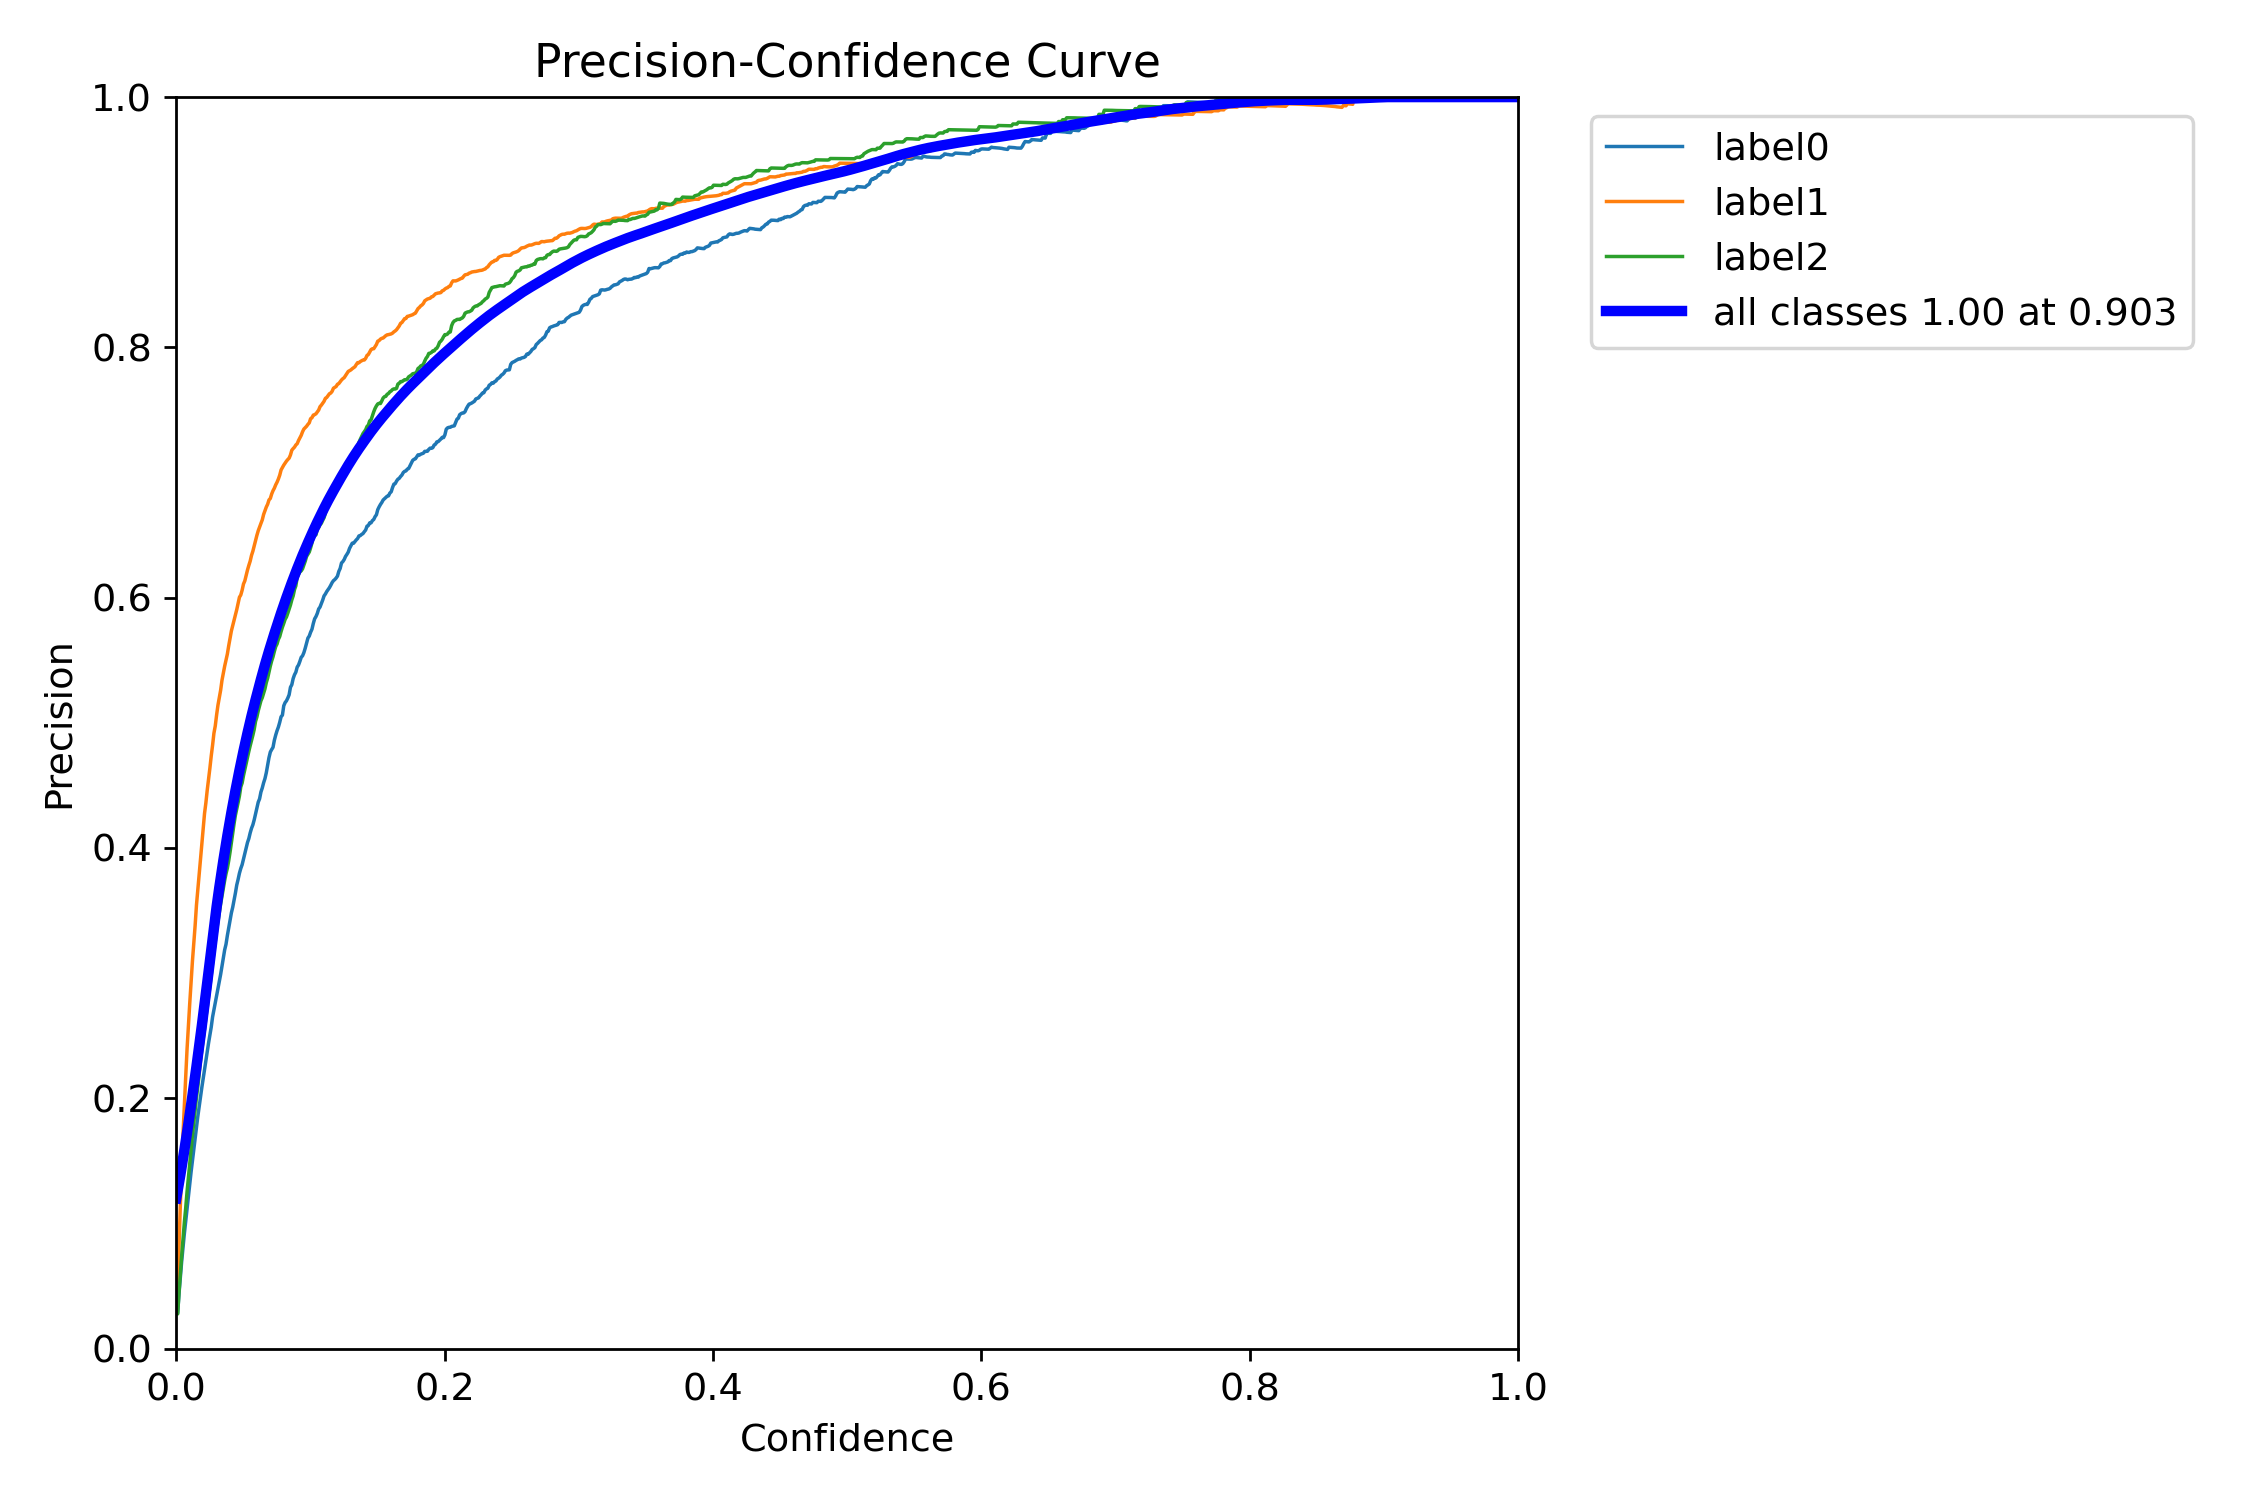 Precision-Confidence Curve
1.0
0.8
0.6
0.4
0.2
0.0
Precision
0.0 0.2 0.4 0.6 0.8 1.0
Confidence
label0
label1
label2
all classes 1.00 at 0.903